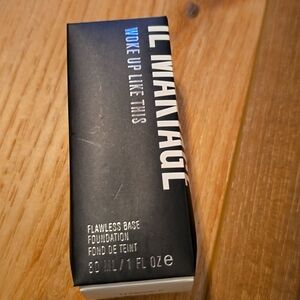 IL MAKIAGE
WOKE UP LIKE THIS
FLAWLESS BASE
FOUNDATION
FOND DE TEINT
30 ML/1 FL OZ e